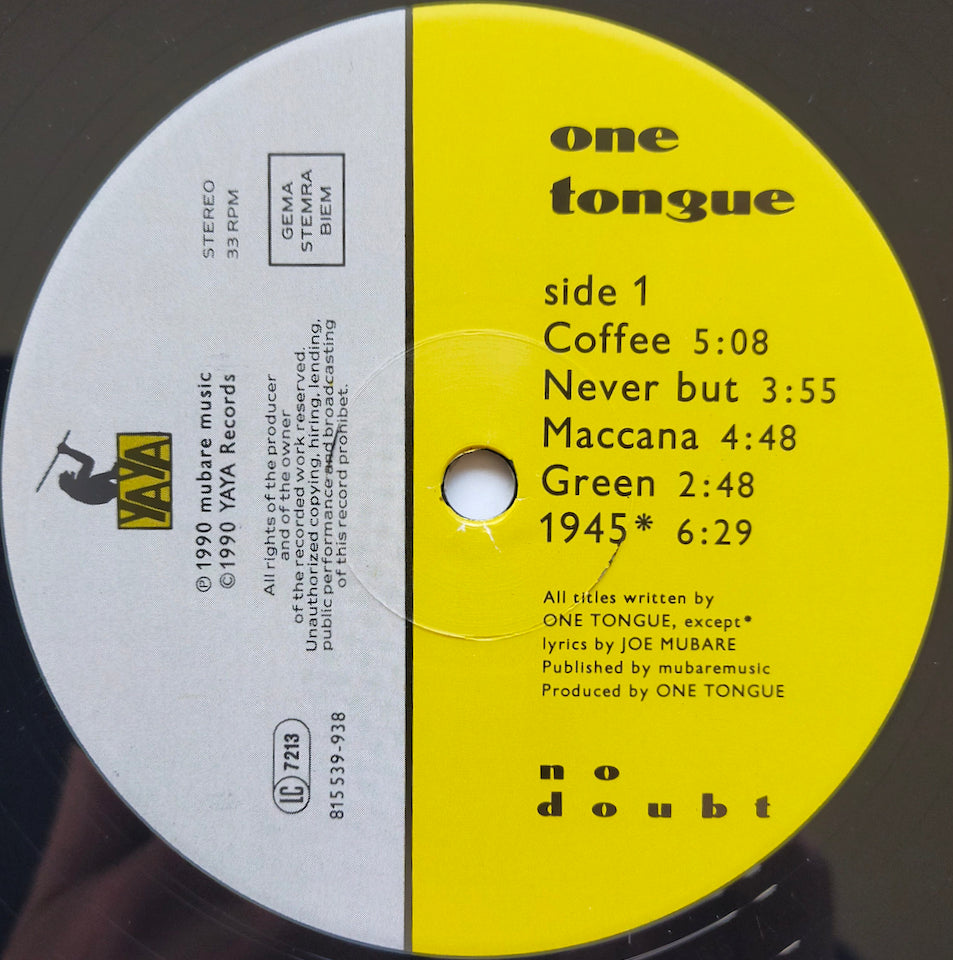 one
tongue
side 1
Coffee 5:08
Never but 3:55
Maccana 4:48
Green 2:48
1945* 6:29
All titles written by
ONE TONGUE, except*
lyrics by JOE MUBARE
Published by mubaremusic
Produced by ONE TONGUE
no
doubt
STEREO
33 RPM
GEMA
STEMRA
BIEM
YAYA
℗ 1990 mubare music
© 1990 YAYA Records
All rights of the producer
and of the owner
of the recorded work reserved.
Unauthorized copying, hiring, lending,
public performance and broadcasting
of this record prohibet.
LC 7213
815539-938